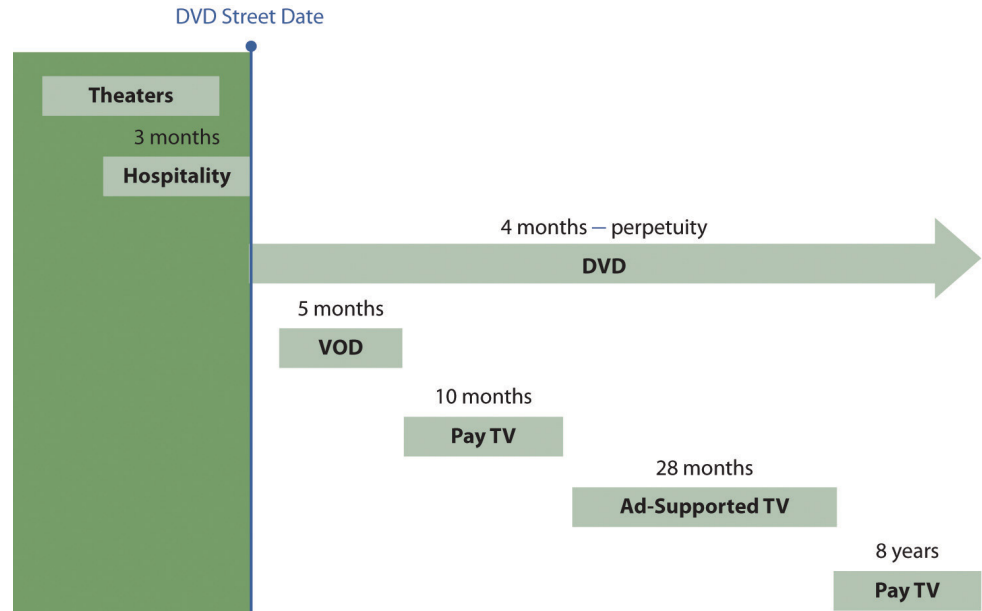 DVD Street Date
Theaters
3 months
Hospitality
4 months – perpetuity
DVD
5 months
VOD
10 months
Pay TV
28 months
Ad-Supported TV
8 years
Pay TV